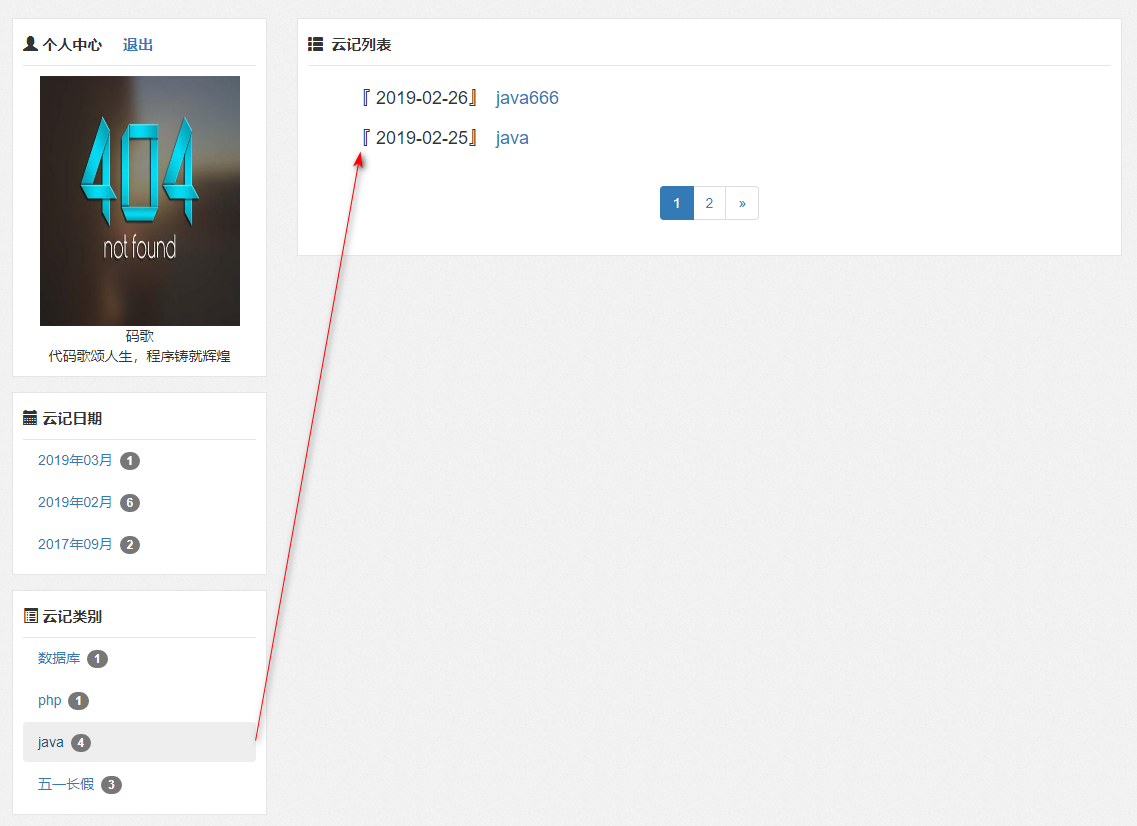 个人中心 退出
404
not found
码歌
代码歌颂人生，程序铸就辉煌
云记日期
2019年03月 1
2019年02月 6
2017年09月 2
云记类别
数据库 1
php 1
java 4
五一长假 3
云记列表
『 2019-02-26』 java666
『 2019-02-25』 java
1 2 »